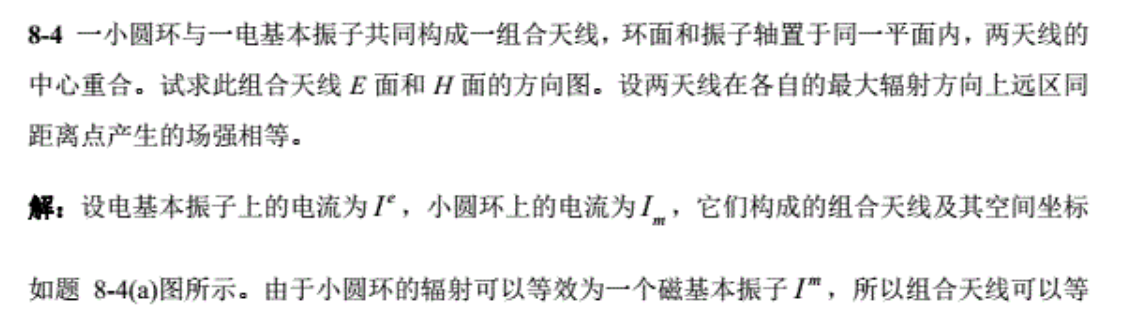 8-4 一小圆环与一电基本振子共同构成一组合天线，环面和振子轴置于同一平面内，两天线的
中心重合。试求此组合天线 E 面和 H 面的方向图。设两天线在各自的最大辐射方向上远区同
距离点产生的场强相等。
解：设电基本振子上的电流为 Iᵉ，小圆环上的电流为 Iₘ，它们构成的组合天线及其空间坐标
如题 8-4(a)图所示。由于小圆环的辐射可以等效为一个磁基本振子 Iᵐ，所以组合天线可以等